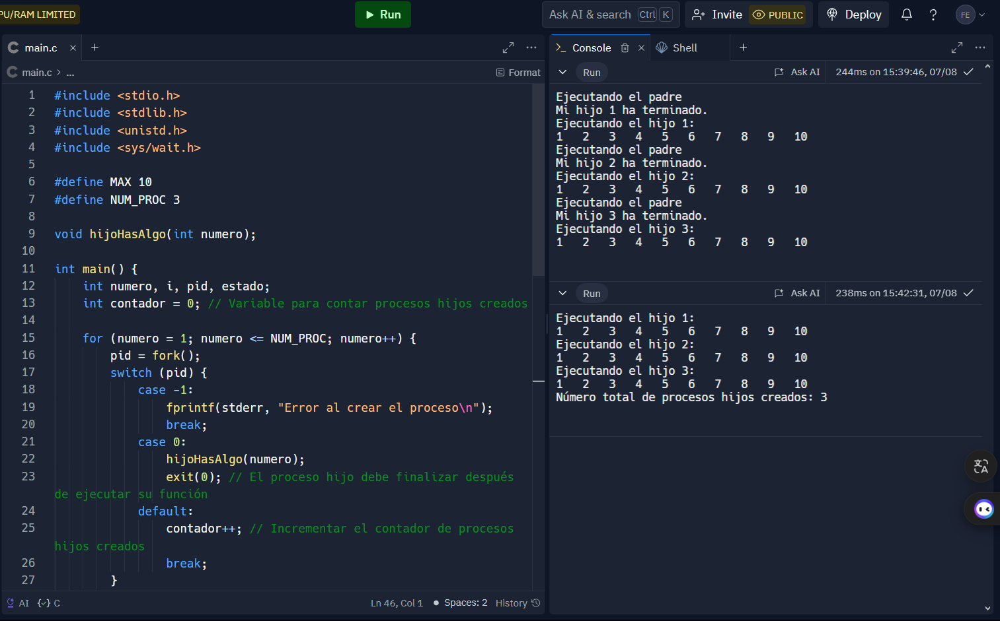 PU/RAM LIMITED
Run
Ask AI & search Ctrl K
Invite
PUBLIC
Deploy
FE
main.c
main.c > ...
Format
1 #include <stdio.h>
2 #include <stdlib.h>
3 #include <unistd.h>
4 #include <sys/wait.h>
5
6 #define MAX 10
7 #define NUM_PROC 3
8
9 void hijoHasAlgo(int numero);
10
11 int main() {
12 int numero, i, pid, estado;
13 int contador = 0; // Variable para contar procesos hijos creados
14
15 for (numero = 1; numero <= NUM_PROC; numero++) {
16 pid = fork();
17 switch (pid) {
18 case -1:
19 fprintf(stderr, "Error al crear el proceso\n");
20 break;
21 case 0:
22 hijoHasAlgo(numero);
23 exit(0); // El proceso hijo debe finalizar después
de ejecutar su función
24 default:
25 contador++; // Incrementar el contador de procesos
hijos creados
26 break;
27 }
AI
C
Ln 46, Col 1
Spaces: 2
History
Console
Shell
Run
Ask AI
244ms on 15:39:46, 07/08
Ejecutando el padre
Mi hijo 1 ha terminado.
Ejecutando el hijo 1:
1 2 3 4 5 6 7 8 9 10
Ejecutando el padre
Mi hijo 2 ha terminado.
Ejecutando el hijo 2:
1 2 3 4 5 6 7 8 9 10
Ejecutando el padre
Mi hijo 3 ha terminado.
Ejecutando el hijo 3:
1 2 3 4 5 6 7 8 9 10
Run
Ask AI
238ms on 15:42:31, 07/08
Ejecutando el hijo 1:
1 2 3 4 5 6 7 8 9 10
Ejecutando el hijo 2:
1 2 3 4 5 6 7 8 9 10
Ejecutando el hijo 3:
1 2 3 4 5 6 7 8 9 10
Número total de procesos hijos creados: 3